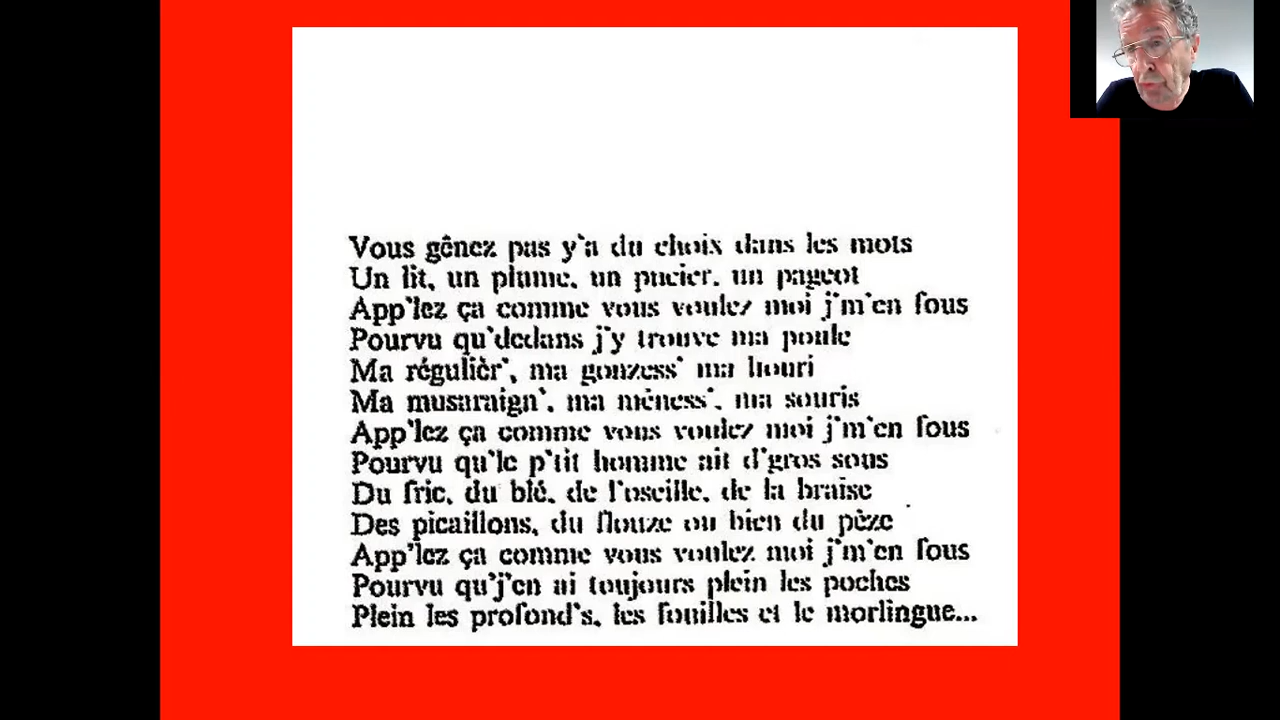 Vous gênez pas y'a du choix dans les mots
Un lit, un plume, un pucier, un pageot
App'lez ça comme vous voulez moi j'm'en fous
Pourvu qu'dedans j'y trouve ma poule
Ma régulièr', ma gonzess' ma houri
Ma musaraign', ma mèness', ma souris
App'lez ça comme vous voulez moi j'm'en fous
Pourvu qu'le p'tit homme ait d'gros sous
Du fric, du blé, de l'oseille, de la braise
Des picaillons, du flouze ou bien du pèze
App'lez ça comme vous voulez moi j'm'en fous
Pourvu qu'j'en ai toujours plein les poches
Plein les profond's, les fouilles et le morlingue...